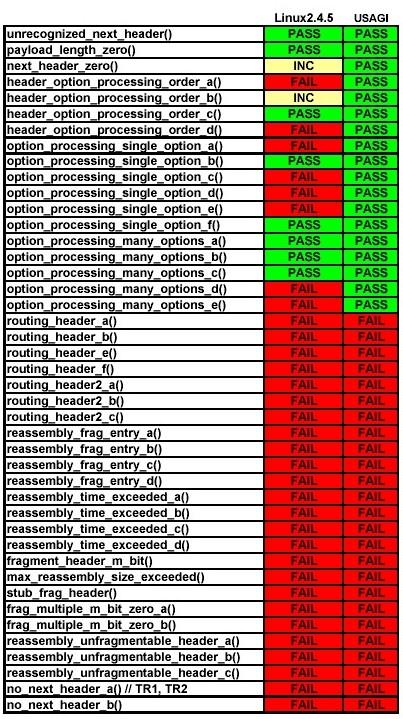 Linux2.4.5 USAGI
unrecognized_next_header() PASS PASS
payload_length_zero() PASS PASS
next_header_zero() INC PASS
header_option_processing_order_a() FAIL PASS
header_option_processing_order_b() INC PASS
header_option_processing_order_c() PASS PASS
header_option_processing_order_d() FAIL PASS
option_processing_single_option_a() FAIL PASS
option_processing_single_option_b() PASS PASS
option_processing_single_option_c() FAIL PASS
option_processing_single_option_d() FAIL PASS
option_processing_single_option_e() FAIL PASS
option_processing_single_option_f() PASS PASS
option_processing_many_options_a() PASS PASS
option_processing_many_options_b() PASS PASS
option_processing_many_options_c() PASS PASS
option_processing_many_options_d() FAIL PASS
option_processing_many_options_e() FAIL PASS
routing_header_a() FAIL FAIL
routing_header_b() FAIL FAIL
routing_header_e() FAIL FAIL
routing_header_f() FAIL FAIL
routing_header2_a() FAIL FAIL
routing_header2_b() FAIL FAIL
routing_header2_c() FAIL FAIL
reassembly_frag_entry_a() FAIL FAIL
reassembly_frag_entry_b() FAIL FAIL
reassembly_frag_entry_c() FAIL FAIL
reassembly_frag_entry_d() FAIL FAIL
reassembly_time_exceeded_a() FAIL FAIL
reassembly_time_exceeded_b() FAIL FAIL
reassembly_time_exceeded_c() FAIL FAIL
reassembly_time_exceeded_d() FAIL FAIL
fragment_header_m_bit() FAIL FAIL
max_reassembly_size_exceeded() FAIL FAIL
stub_frag_header() FAIL FAIL
frag_multiple_m_bit_zero_a() FAIL FAIL
frag_multiple_m_bit_zero_b() FAIL FAIL
reassembly_unfragmentable_header_a() FAIL FAIL
reassembly_unfragmentable_header_b() FAIL FAIL
reassembly_unfragmentable_header_c() FAIL FAIL
no_next_header_a() // TR1, TR2 FAIL FAIL
no_next_header_b() FAIL FAIL